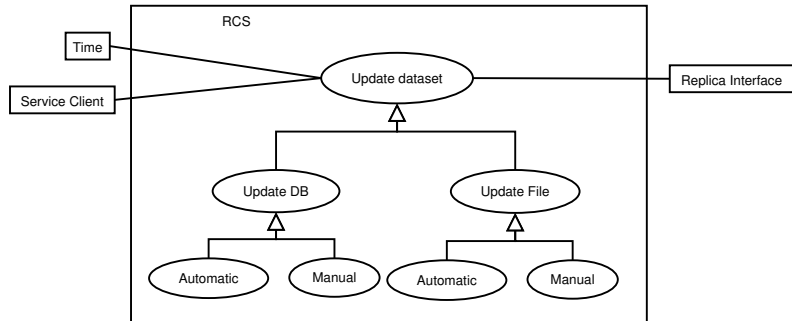 RCS
Time
Update dataset
Replica Interface
Service Client
Update DB
Update File
Automatic
Manual
Automatic
Manual